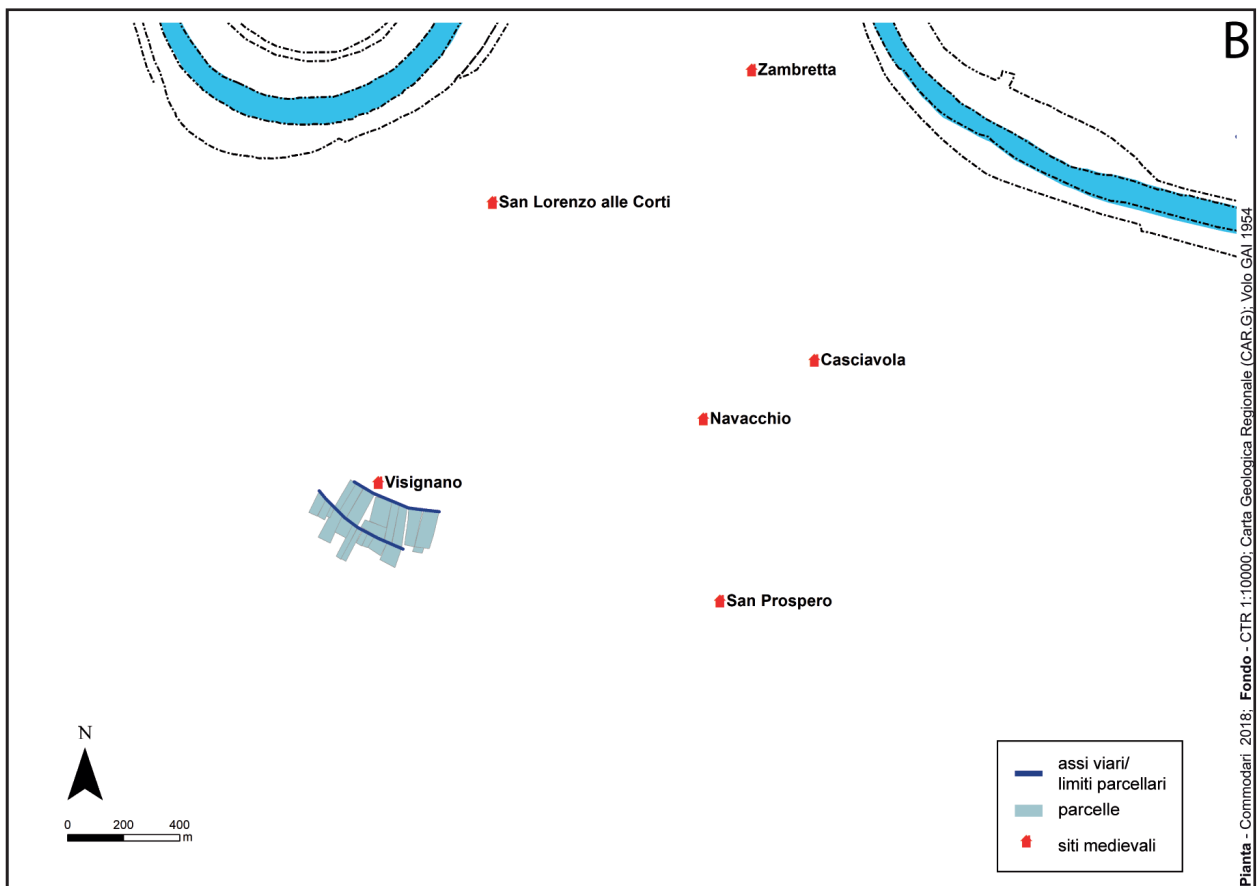 B
Zambretta
San Lorenzo alle Corti
Casciavola
Navacchio
Visignano
San Prospero
N
0 200 400
m
assi viari/
limiti parcellari
parcelle
siti medievali
Pianta - Commodari 2018; Fondo - CTR 1:10000; Carta Geologica Regionale (CAR.G); Volo GAI 1954